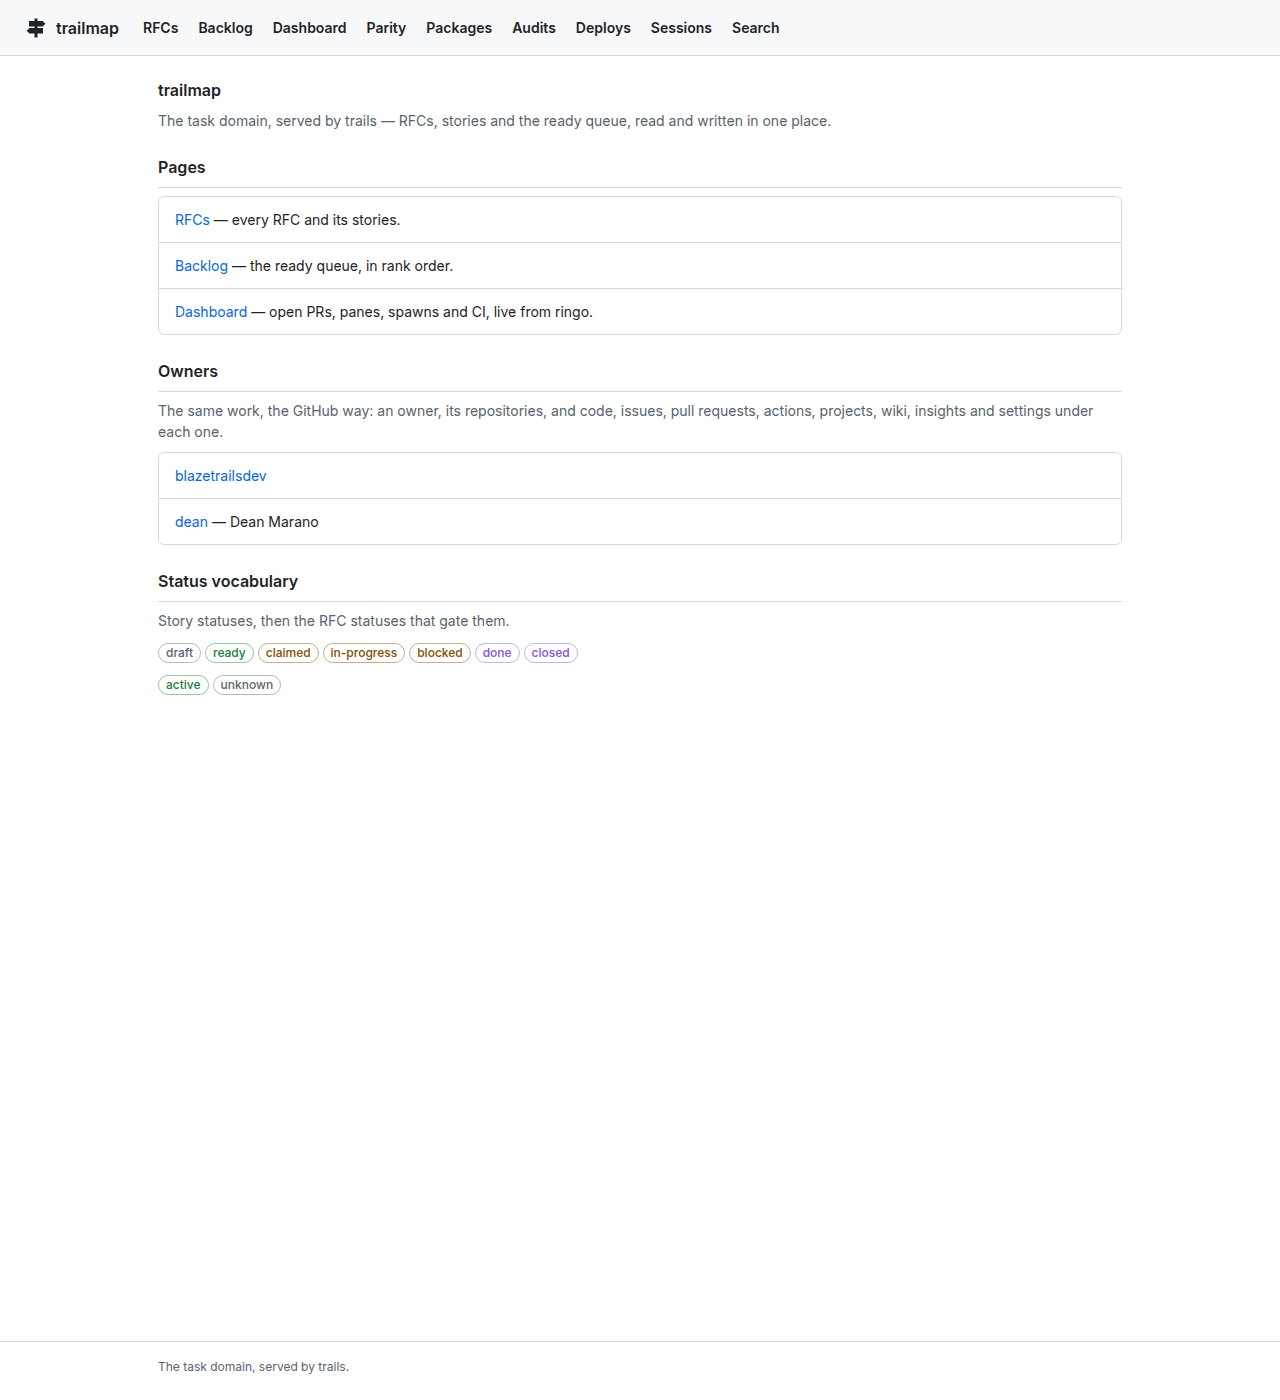 trailmap RFCs Backlog Dashboard Parity Packages Audits Deploys Sessions Search
trailmap
The task domain, served by trails — RFCs, stories and the ready queue, read and written in one place.
Pages
RFCs — every RFC and its stories.
Backlog — the ready queue, in rank order.
Dashboard — open PRs, panes, spawns and CI, live from ringo.
Owners
The same work, the GitHub way: an owner, its repositories, and code, issues, pull requests, actions, projects, wiki, insights and settings under
each one.
blazetrailsdev
dean — Dean Marano
Status vocabulary
Story statuses, then the RFC statuses that gate them.
draft ready claimed in-progress blocked done closed
active unknown
The task domain, served by trails.